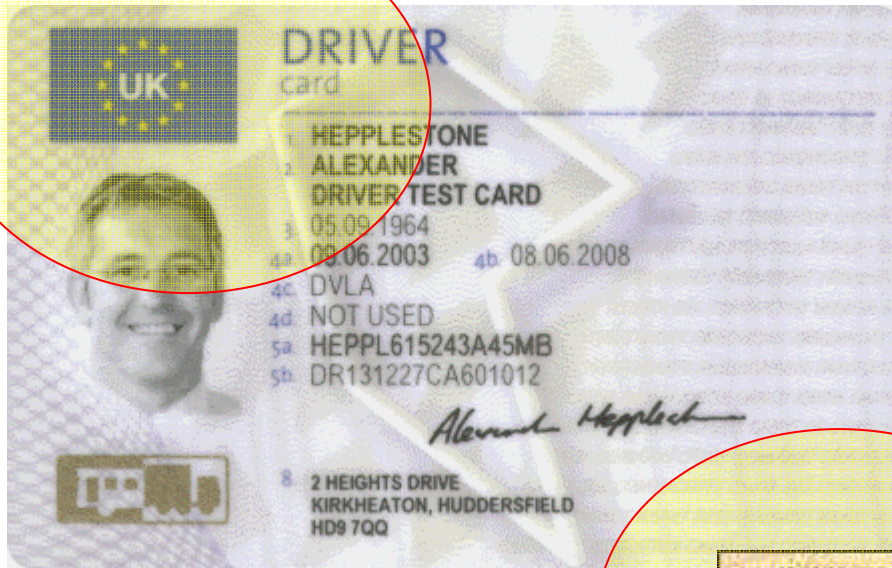 UK
DRIVER
card
1. HEPPLESTONE
2. ALEXANDER
DRIVER TEST CARD
3. 05.09.1964
4a. 09.06.2003 4b. 08.06.2008
4c. DVLA
4d. NOT USED
5a. HEPPL615243A45MB
5b. DR131227CA601012
Alexand Hepplest
8. 2 HEIGHTS DRIVE
KIRKHEATON, HUDDERSFIELD
HD9 7QQ